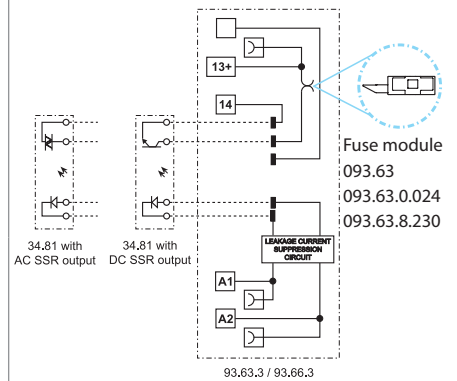 13+
14
Fuse module
093.63
093.63.0.024
093.63.8.230
34.81 with
AC SSR output
34.81 with
DC SSR output
LEAKAGE CURRENT
SUPPRESSION
CIRCUIT
A1
A2
93.63.3 / 93.66.3